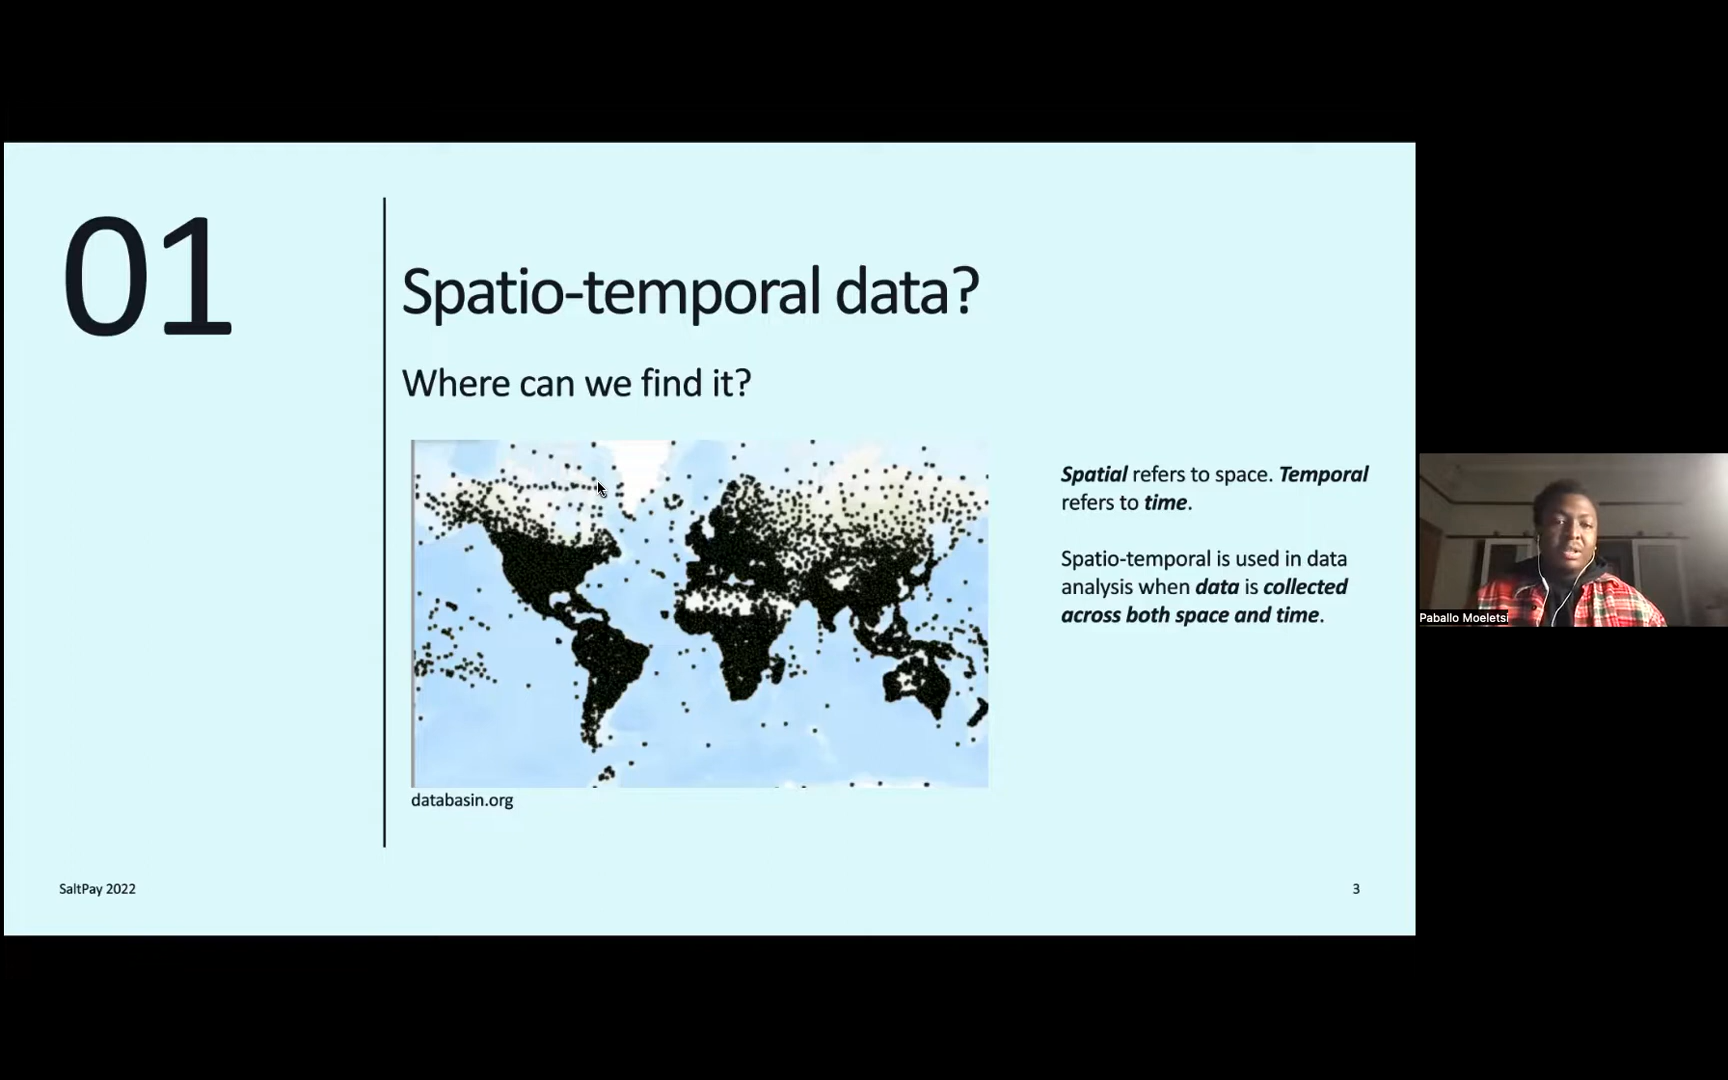 01
Spatio-temporal data?
Where can we find it?
Spatial refers to space. Temporal
refers to time.
Spatio-temporal is used in data
analysis when data is collected
across both space and time.
databasin.org
SaltPay 2022
3
Paballo Moeletsi